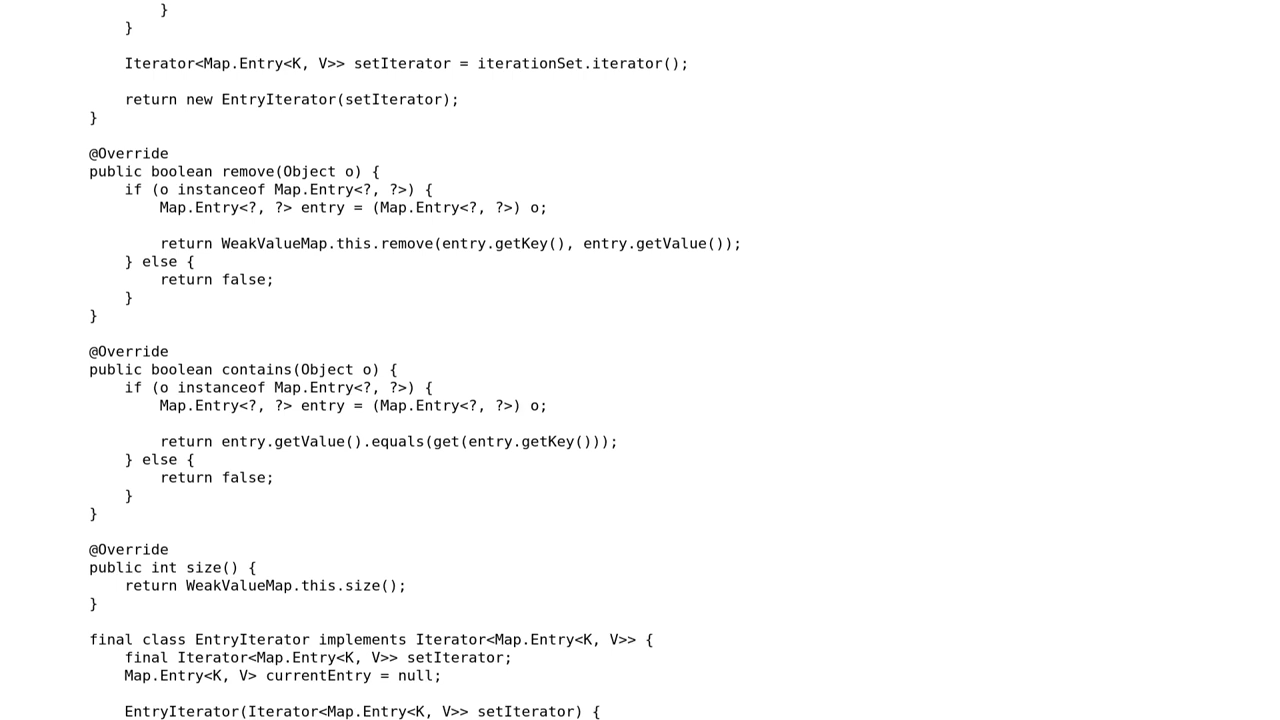 }
    }

    Iterator<Map.Entry<K, V>> setIterator = iterationSet.iterator();

    return new EntryIterator(setIterator);
}

@Override
public boolean remove(Object o) {
    if (o instanceof Map.Entry<?, ?>) {
        Map.Entry<?, ?> entry = (Map.Entry<?, ?>) o;

        return WeakValueMap.this.remove(entry.getKey(), entry.getValue());
    } else {
        return false;
    }
}

@Override
public boolean contains(Object o) {
    if (o instanceof Map.Entry<?, ?>) {
        Map.Entry<?, ?> entry = (Map.Entry<?, ?>) o;

        return entry.getValue().equals(get(entry.getKey()));
    } else {
        return false;
    }
}

@Override
public int size() {
    return WeakValueMap.this.size();
}

final class EntryIterator implements Iterator<Map.Entry<K, V>> {
    final Iterator<Map.Entry<K, V>> setIterator;
    Map.Entry<K, V> currentEntry = null;

    EntryIterator(Iterator<Map.Entry<K, V>> setIterator) {